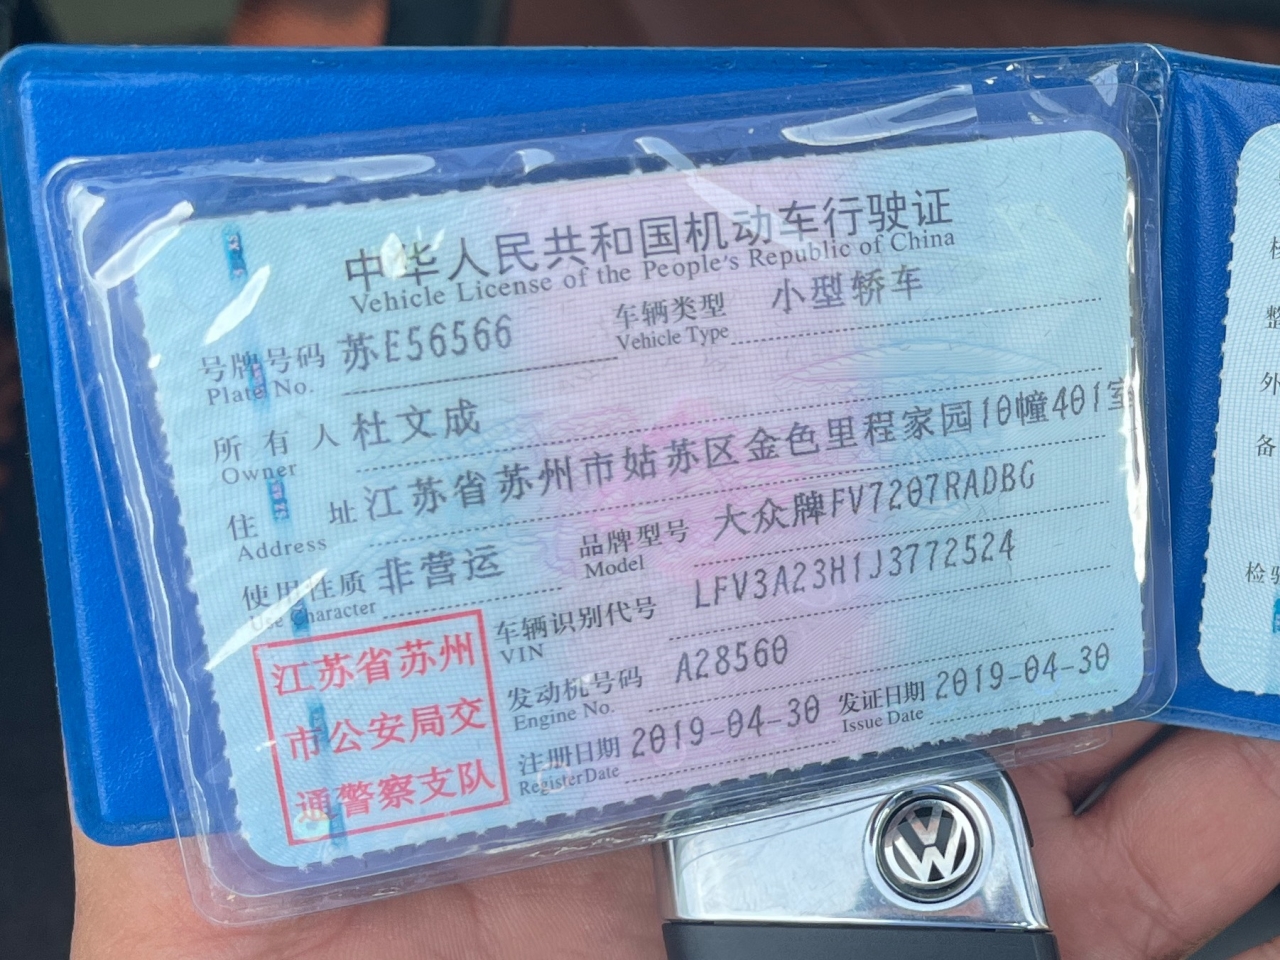 中华人民共和国机动车行驶证
Vehicle License of the People's Republic of China
号牌号码 苏E56566 车辆类型 小型轿车
Plate No. Vehicle Type
所有人 杜文成
Owner
住址 江苏省苏州市姑苏区金色里程家园10幢401室
Address
使用性质 非营运 品牌型号 大众牌FV7207RADBG
Use Character Model
车辆识别代号 LFV3A23H1J3772524
VIN
发动机号码 A28560
Engine No.
注册日期 2019-04-30 发证日期 2019-04-30
Register Date Issue Date
江苏省苏州
市公安局交
通警察支队
整
外
备
检验